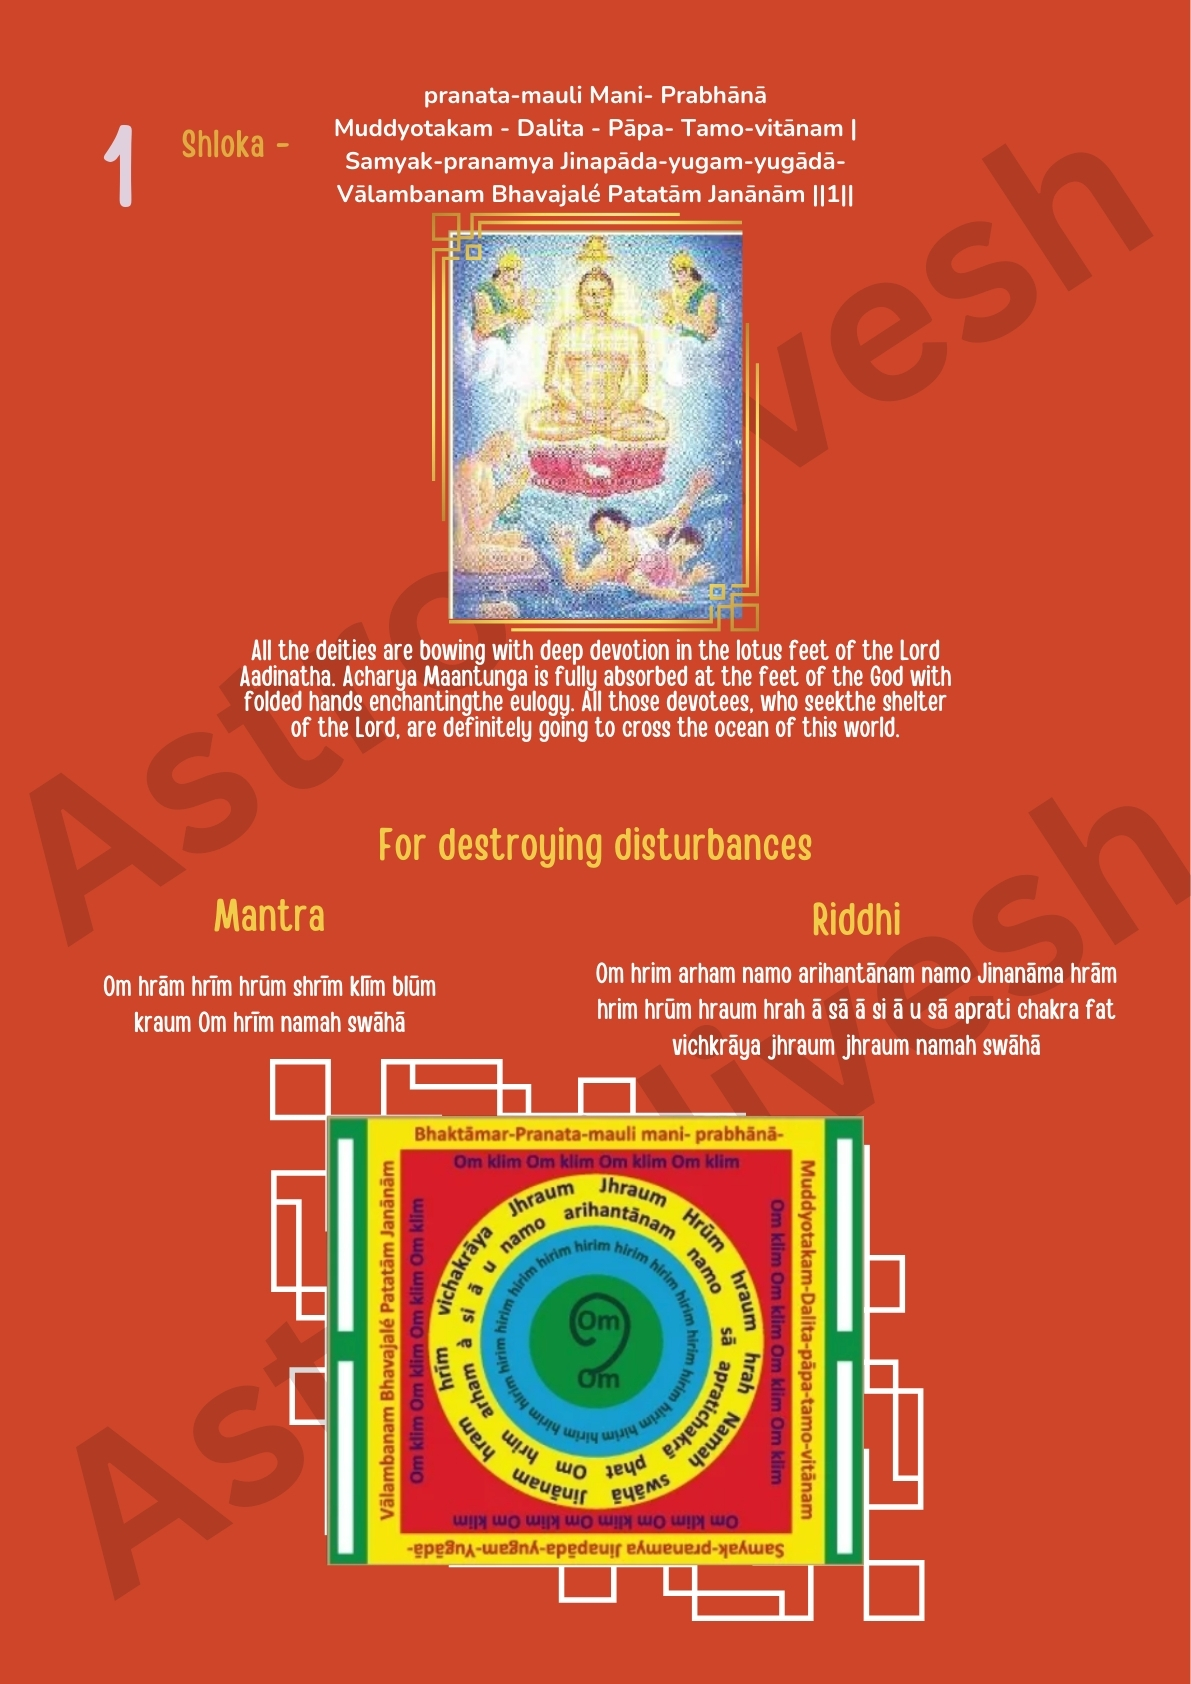 1
Shloka -
pranata-mauli Mani- Prabhānā
Muddyotakam - Dalita - Pāpa- Tamo-vitānam |
Samyak-pranamya Jinapāda-yugam-yugādā-
Vālambanam Bhavajalé Patatām Janānām ||1||
All the deities are bowing with deep devotion in the lotus feet of the Lord
Aadinatha. Acharya Maantunga is fully absorbed at the feet of the God with
folded hands enchantingthe eulogy. All those devotees, who seekthe shelter
of the Lord, are definitely going to cross the ocean of this world.
For destroying disturbances
Mantra
Om hrām hrīm hrūm shrīm klīm blūm
kraum Om hrīm namah swāhā
Riddhi
Om hrim arham namo arihantānam namo Jinanāma hrām
hrim hrūm hraum hrah ā sā ā si ā u sā aprati chakra fat
vichkrāya jhraum jhraum namah swāhā
Bhaktāmar-Pranata-mauli mani- prabhānā-
Muddyotakam-Dalita-pāpa-tamo-vitānam
Samyak-pranamya Jinapāda-yugam-Yugādā-
Vālambanam Bhavajalé Patatām Janānām
Om klim Om klim Om klim Om klim
Om klim Om klim Om klim Om klim Om klim
Om klim Om klim Om klim Om klim
Om klim Om klim Om klim Om klim Om klim
hram hrīm vichakrāya Jhraum Jhraum Hrūm hraum hrah Namah swāhā
Jinānam
Om hrim arham à si ā u namo arihantānam namo sā apratichakrā phat
hirim hirim hirim hirim hirim hirim hirim hirim hirim hirim hirim hirim hirim hirim hirim hirim
Om
Om
Astro
livesh
Astro
livesh